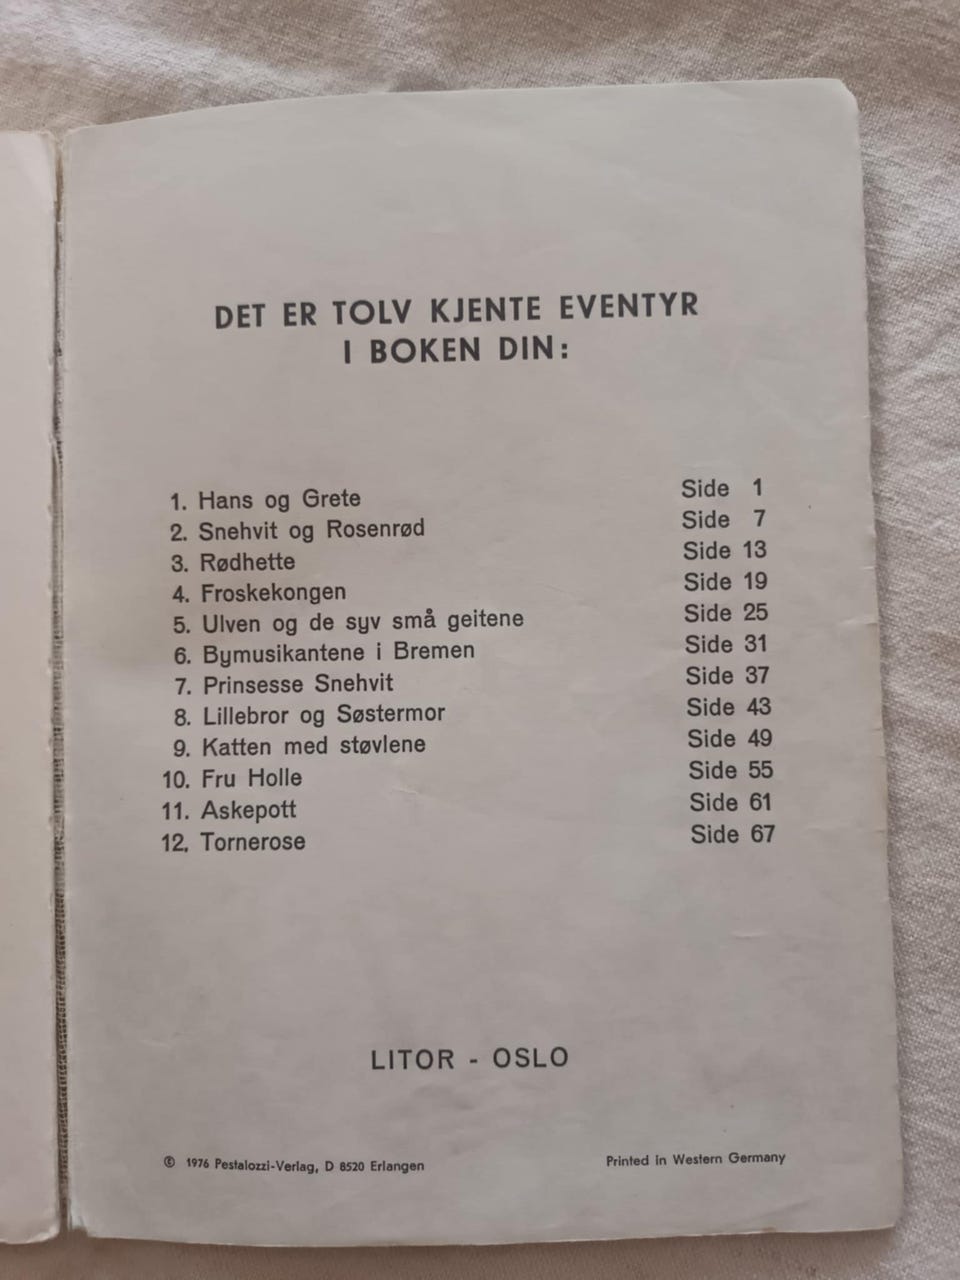 DET ER TOLV KJENTE EVENTYR
I BOKEN DIN:
1. Hans og Grete Side 1
2. Snehvit og Rosenrød Side 7
3. Rødhette Side 13
4. Froskekongen Side 19
5. Ulven og de syv små geitene Side 25
6. Bymusikantene i Bremen Side 31
7. Prinsesse Snehvit Side 37
8. Lillebror og Søstermor Side 43
9. Katten med støvlene Side 49
10. Fru Holle Side 55
11. Askepott Side 61
12. Tornerose Side 67
LITOR - OSLO
© 1976 Pestalozzi-Verlag, D 8520 Erlangen Printed in Western Germany